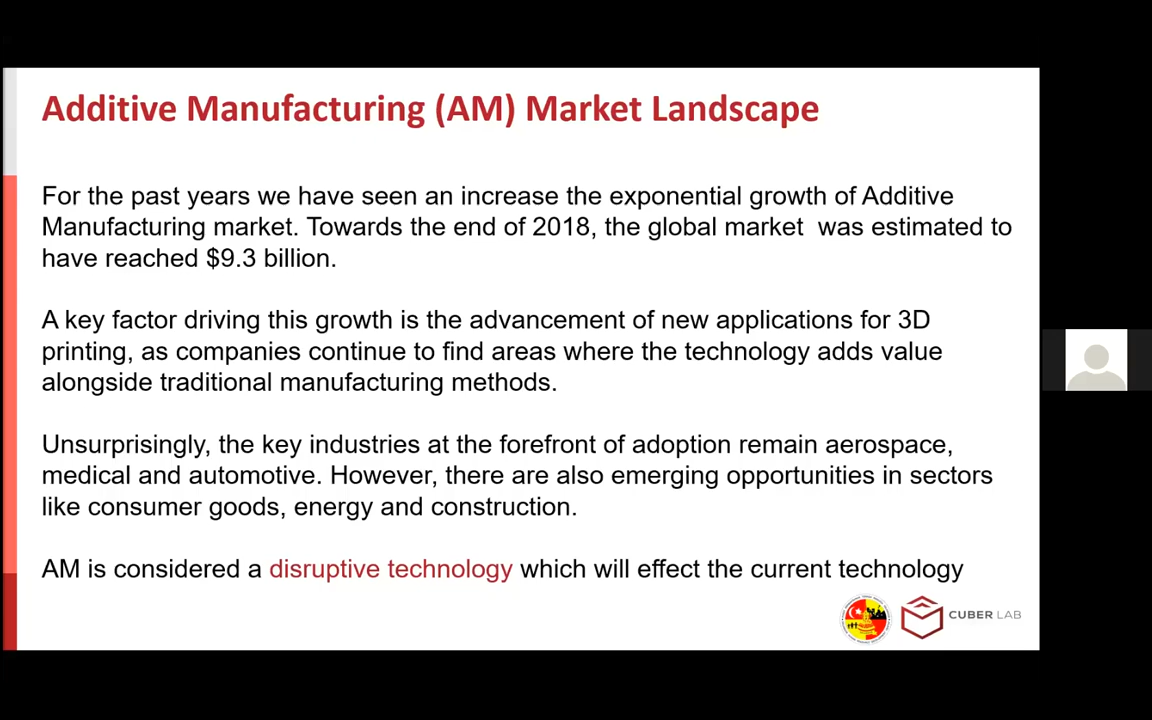 Additive Manufacturing (AM) Market Landscape
For the past years we have seen an increase the exponential growth of Additive
Manufacturing market. Towards the end of 2018, the global market  was estimated to
have reached $9.3 billion.
A key factor driving this growth is the advancement of new applications for 3D
printing, as companies continue to find areas where the technology adds value
alongside traditional manufacturing methods.
Unsurprisingly, the key industries at the forefront of adoption remain aerospace,
medical and automotive. However, there are also emerging opportunities in sectors
like consumer goods, energy and construction.
AM is considered a disruptive technology which will effect the current technology
CUBER LAB